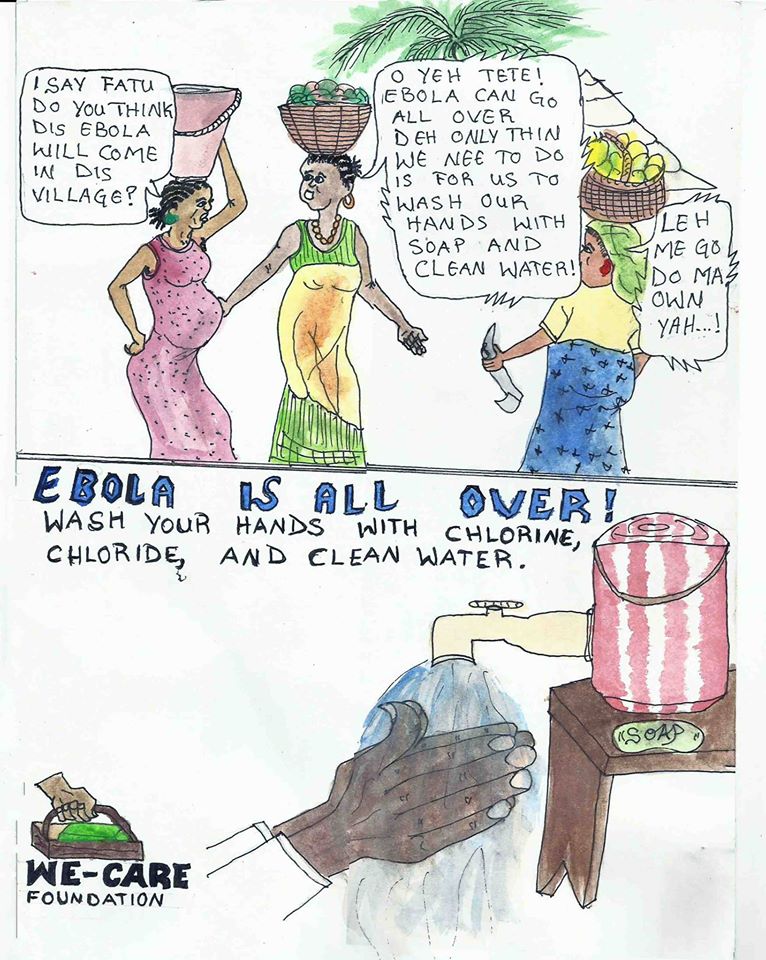 I SAY FATU
DO YOU THINK
DIS EBOLA
WILL COME
IN DIS
VILLAGE?
O YEH TETE!
EBOLA CAN GO
ALL OVER
DEH ONLY THIN
WE NEE TO DO
IS FOR US TO
WASH OUR
HANDS WITH
SOAP AND
CLEAN WATER!
LEH
ME GO
DO MA
OWN
YAH...!
EBOLA IS ALL OVER!
WASH YOUR HANDS WITH CHLORINE,
CHLORIDE, AND CLEAN WATER.
"SOAP"
WE-CARE
FOUNDATION